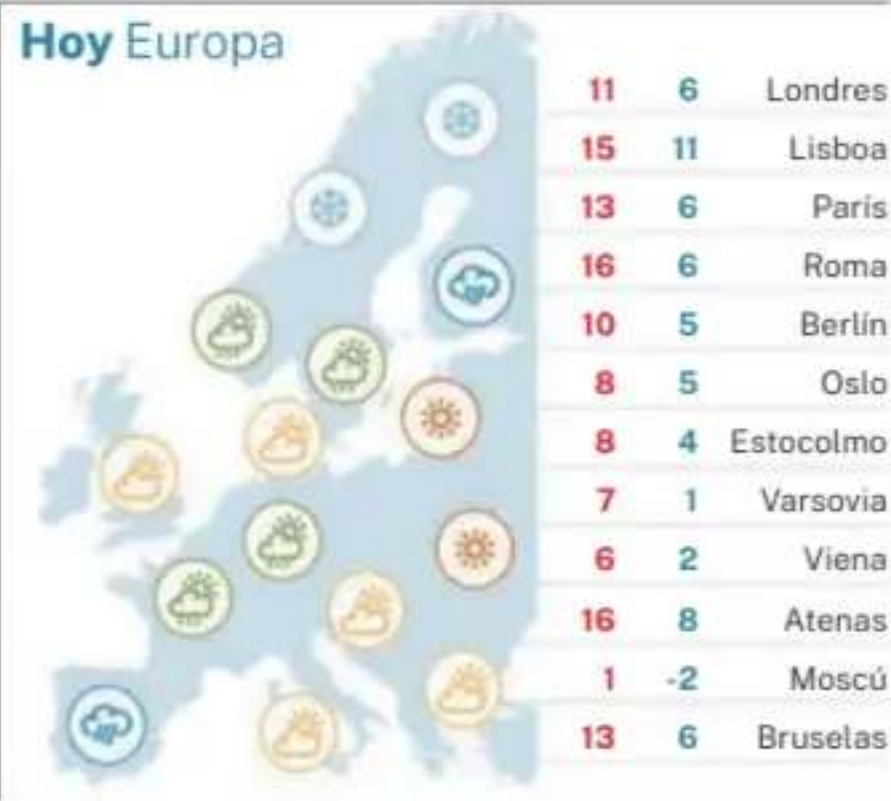 Hoy Europa
11 6 Londres
15 11 Lisboa
13 6 París
16 6 Roma
10 5 Berlín
8 5 Oslo
8 4 Estocolmo
7 1 Varsovia
6 2 Viena
16 8 Atenas
1 -2 Moscú
13 6 Bruselas